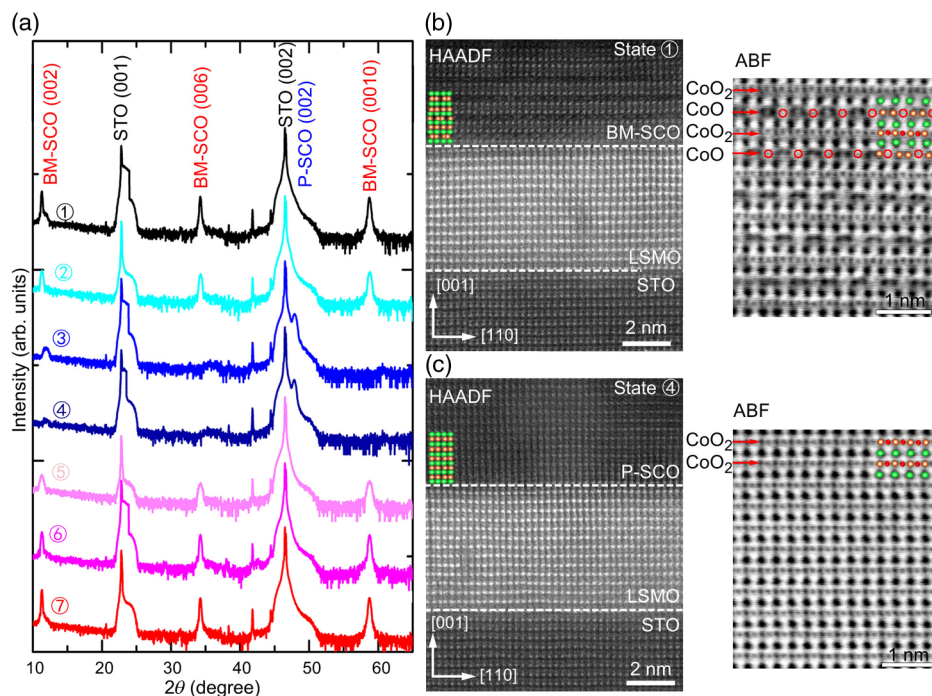 (a)
BM-SCO (002)
STO (001)
BM-SCO (006)
STO (002)
P-SCO (002)
BM-SCO (0010)
①
②
③
④
⑤
⑥
⑦
Intensity (arb. units)
10 20 30 40 50 60
2θ (degree)
(b)
HAADF
State ①
BM-SCO
LSMO
STO
[001]
[110]
2 nm
ABF
CoO₂
CoO
CoO₂
CoO
1 nm
(c)
HAADF
State ④
P-SCO
LSMO
STO
[001]
[110]
2 nm
ABF
CoO₂
CoO₂
1 nm